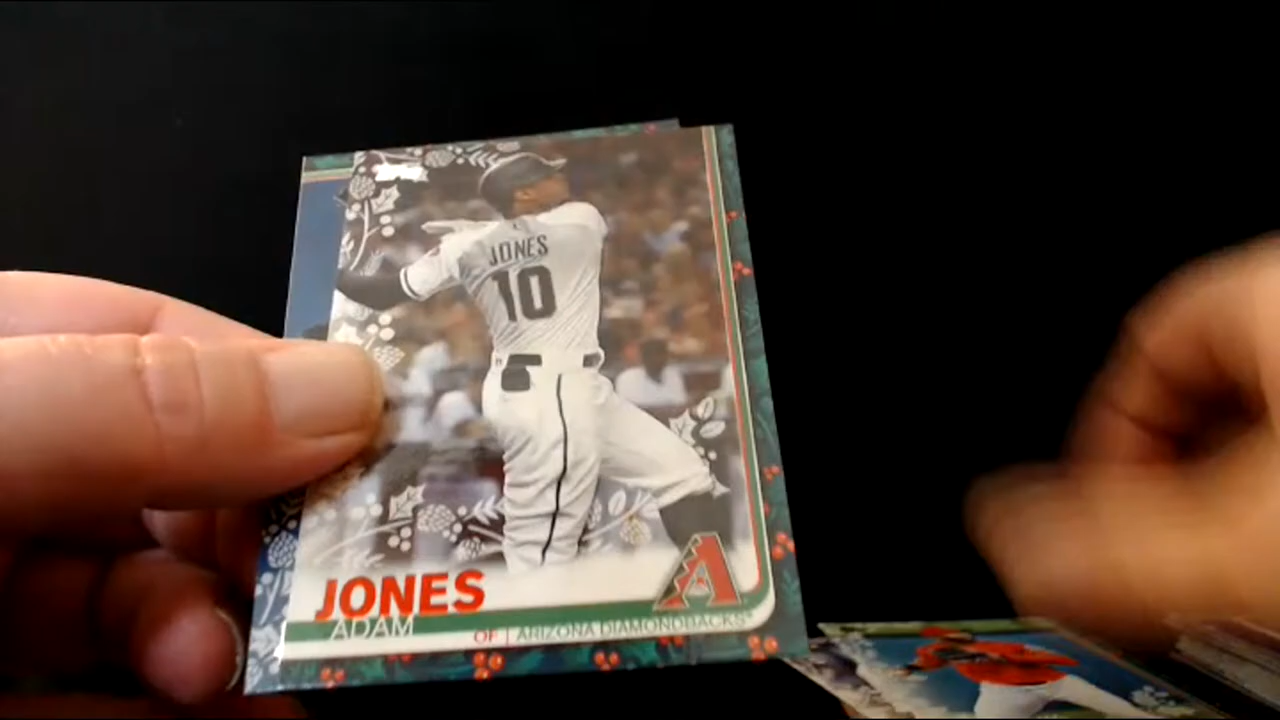 JONES
10
JONES
ADAM
OF | ARIZONA DIAMONDBACKS
A